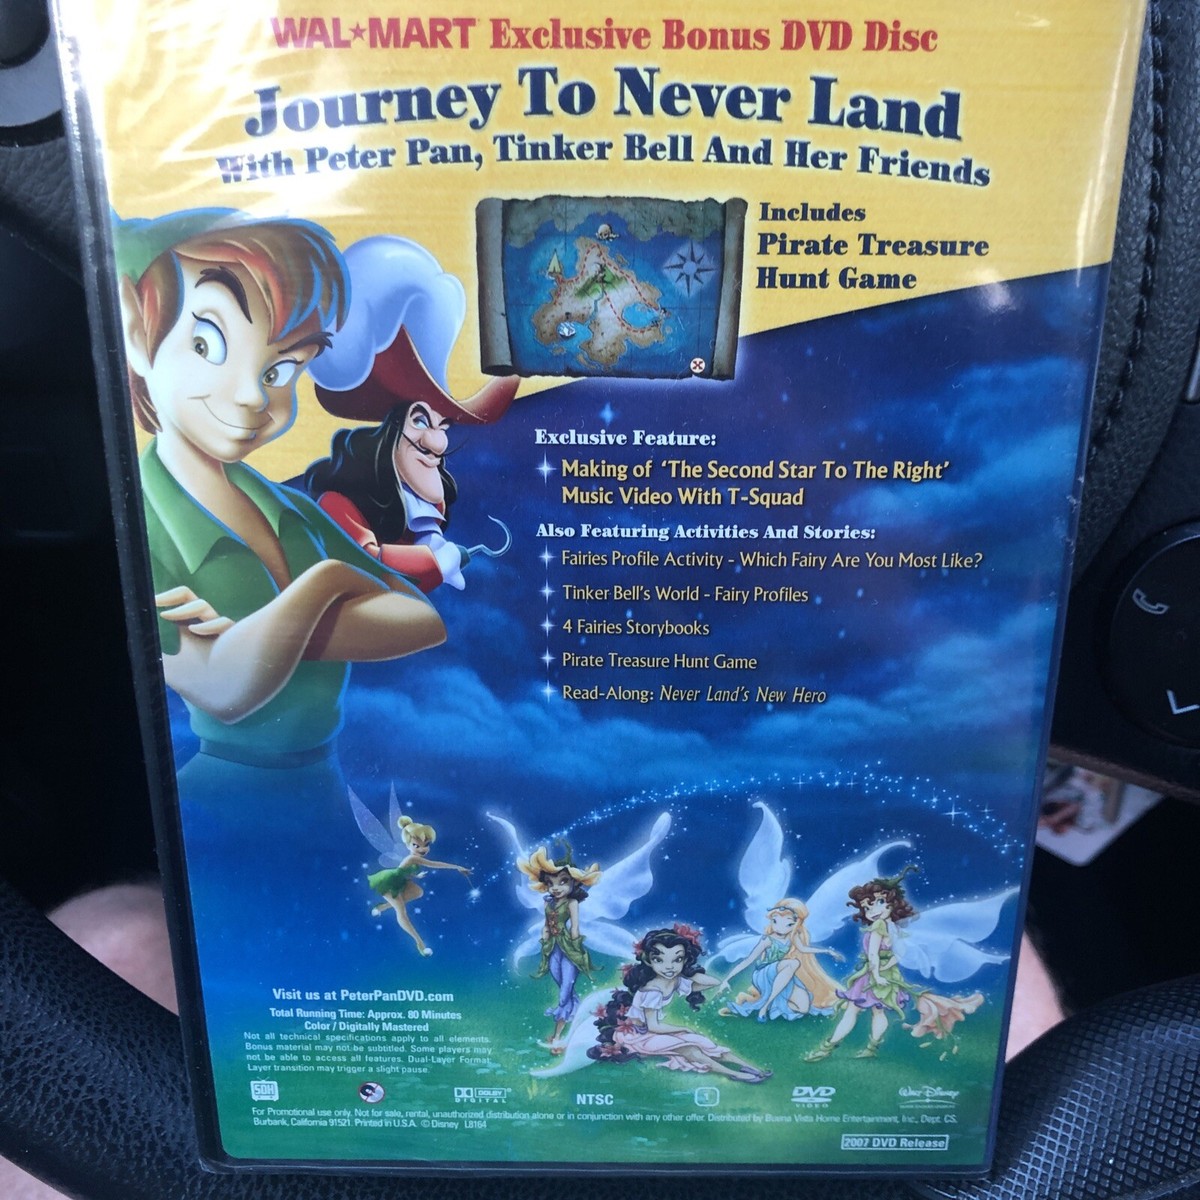 WAL★MART Exclusive Bonus DVD Disc
Journey To Never Land
With Peter Pan, Tinker Bell And Her Friends
Includes
Pirate Treasure
Hunt Game
Exclusive Feature:
Making of ‘The Second Star To The Right’
Music Video With T-Squad
Also Featuring Activities And Stories:
Fairies Profile Activity - Which Fairy Are You Most Like?
Tinker Bell's World - Fairy Profiles
4 Fairies Storybooks
Pirate Treasure Hunt Game
Read-Along: Never Land's New Hero
Visit us at PeterPanDVD.com
Total Running Time: Approx. 80 Minutes
Color / Digitally Mastered
Not all technical specifications apply to all elements.
Bonus material may not be subtitled. Some players may
not be able to access all features. Dual-Layer Format.
Layer transition may trigger a slight pause.
SDH
DOLBY
DIGITAL
NTSC
1
DVD
VIDEO
Walt Disney
For Promotional use only. Not for sale, rental, unauthorized distribution alone or in conjunction with any other offer. Distributed by Buena Vista Home Entertainment, Inc., Dept. CS,
Burbank, California 91521. Printed in U.S.A. © Disney L8164
2007 DVD Release